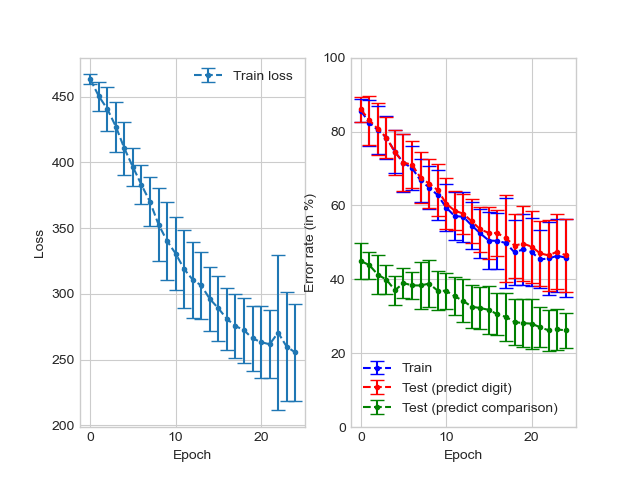 Train loss
450
400
350
300
250
200
0
10
20
Epoch
Loss
100
80
60
40
20
0
0
10
20
Epoch
Error rate (in %)
Train
Test (predict digit)
Test (predict comparison)